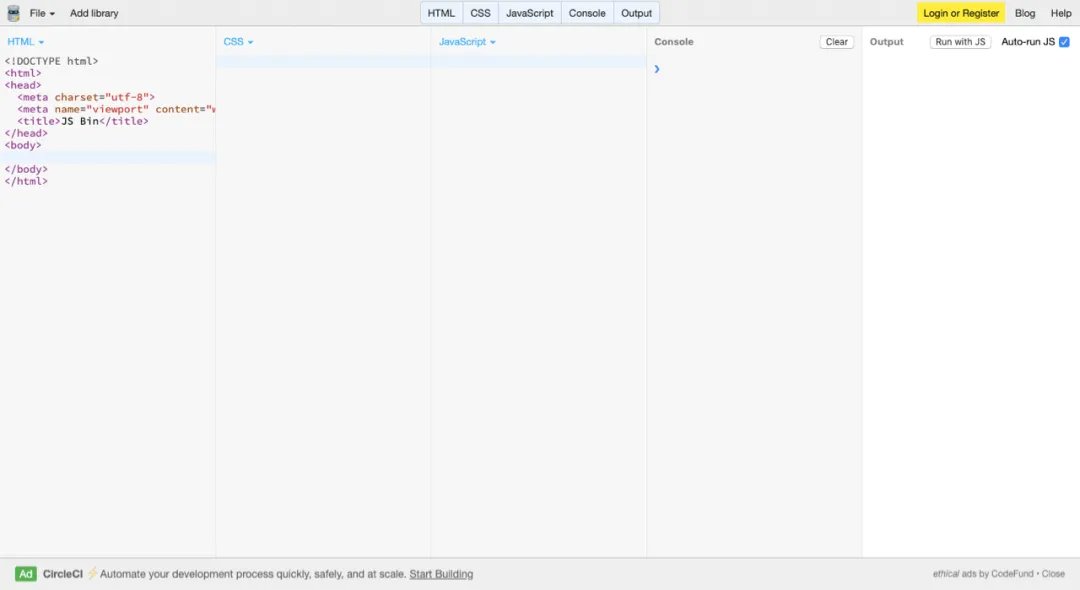 File Add library HTML CSS JavaScript Console Output Login or Register Blog Help
HTML
<!DOCTYPE html>
<html>
<head>
  <meta charset="utf-8">
  <meta name="viewport" content="w
  <title>JS Bin</title>
</head>
<body>

</body>
</html>
CSS
JavaScript
Console Clear
❯
Output Run with JS Auto-run JS
Ad CircleCI ⚡ Automate your development process quickly, safely, and at scale. Start Building
ethical ads by CodeFund • Close